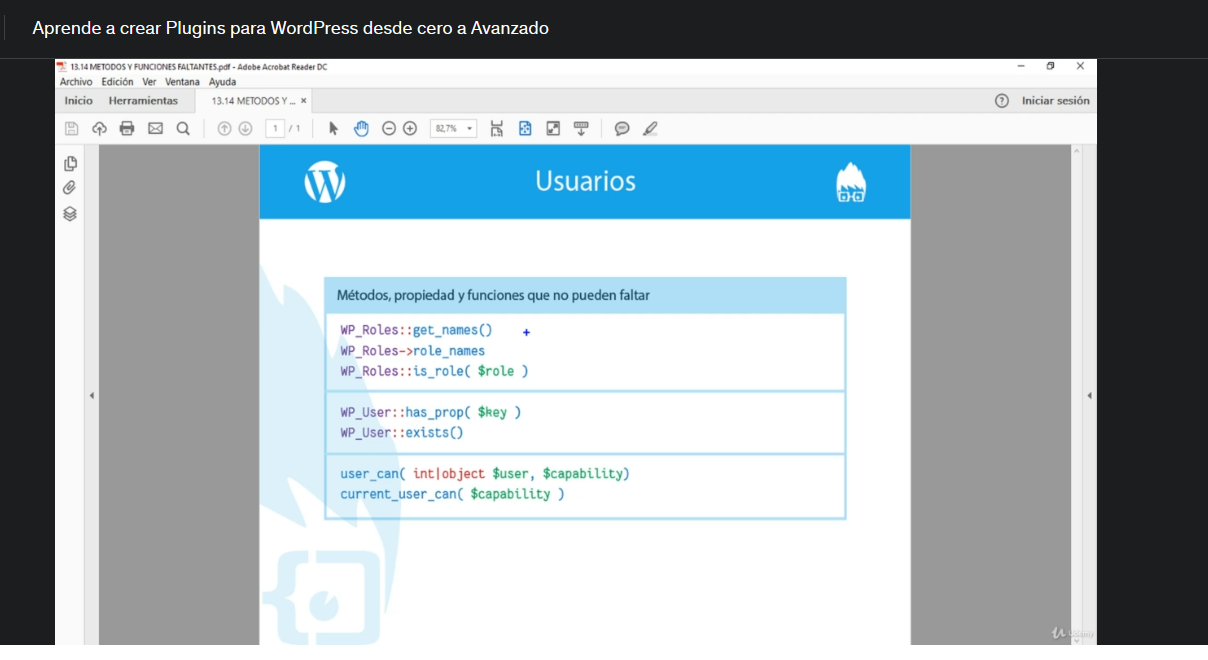 Aprende a crear Plugins para WordPress desde cero a Avanzado
13.14 METODOS Y FUNCIONES FALTANTES.pdf - Adobe Acrobat Reader DC
Archivo Edición Ver Ventana Ayuda
Inicio Herramientas 13.14 METODOS Y ... × Iniciar sesión
1 / 1 82,7%
Usuarios
Métodos, propiedad y funciones que no pueden faltar
WP_Roles::get_names()
WP_Roles->role_names
WP_Roles::is_role( $role )
WP_User::has_prop( $key )
WP_User::exists()
user_can( int|object $user, $capability)
current_user_can( $capability )
Udemy